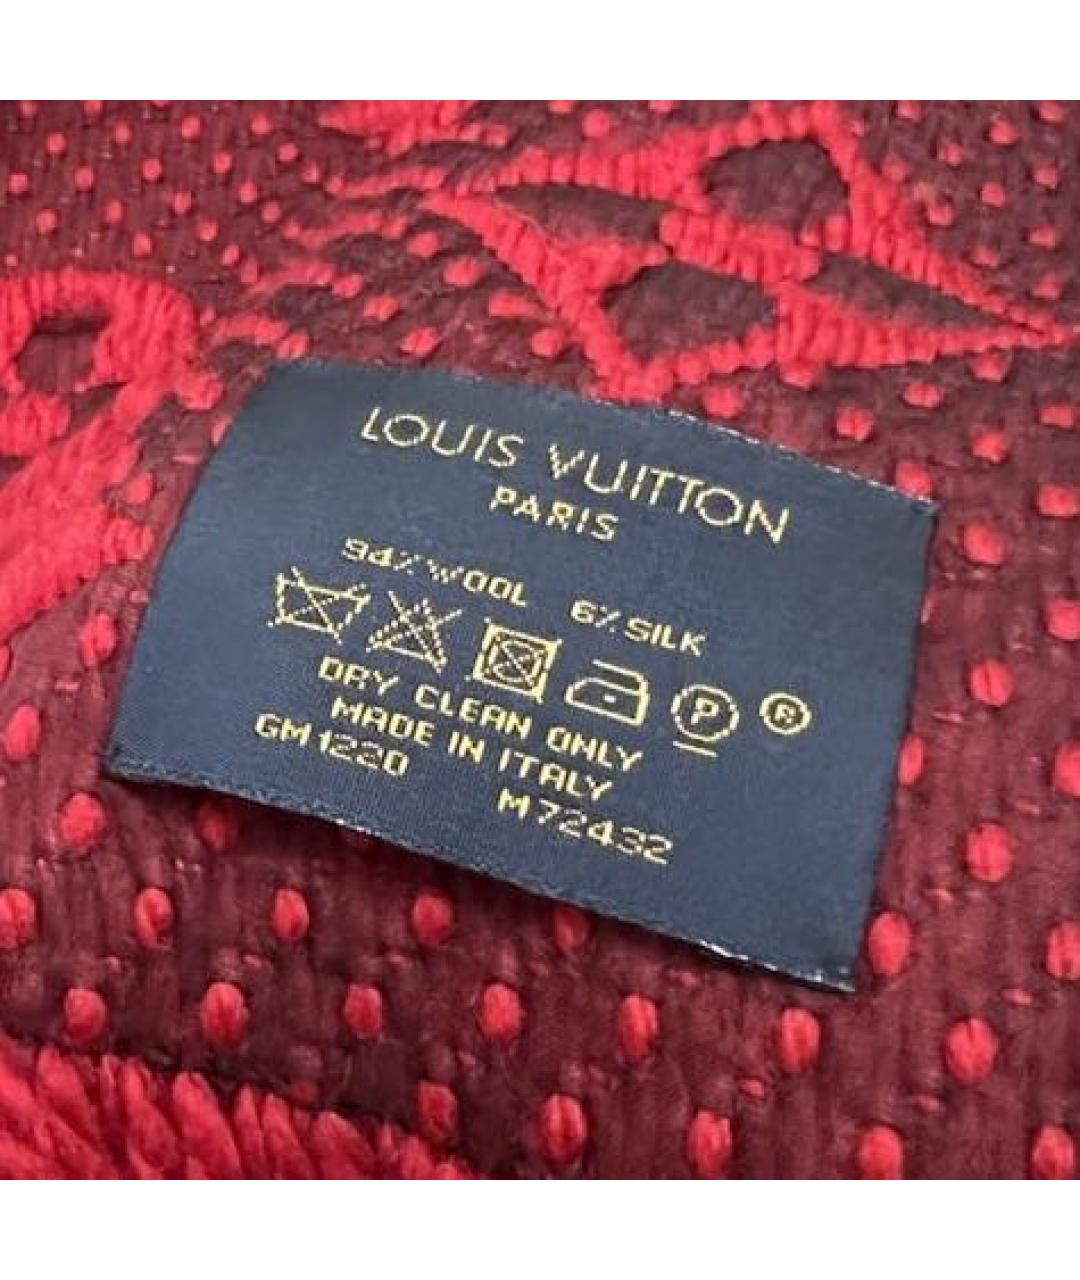 LOUIS VUITTON
PARIS
94% WOOL 6% SILK
P ®
DRY CLEAN ONLY
MADE IN ITALY
GM1220
M72432